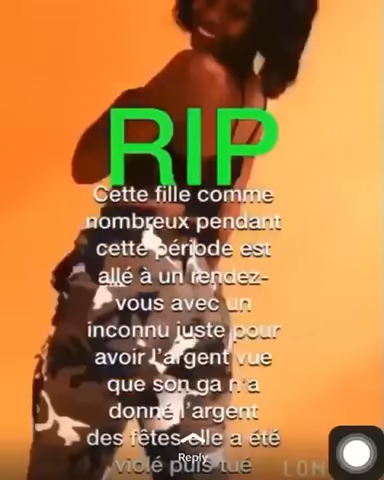 RIP
Cette fille comme
nombreux pendant
cette période est
allé à un rendez-
vous avec un
inconnu juste pour
avoir l'argent vue
que son ga n'a
donné l'argent
des fêtes elle a été
violé puis tué
Reply
LOM